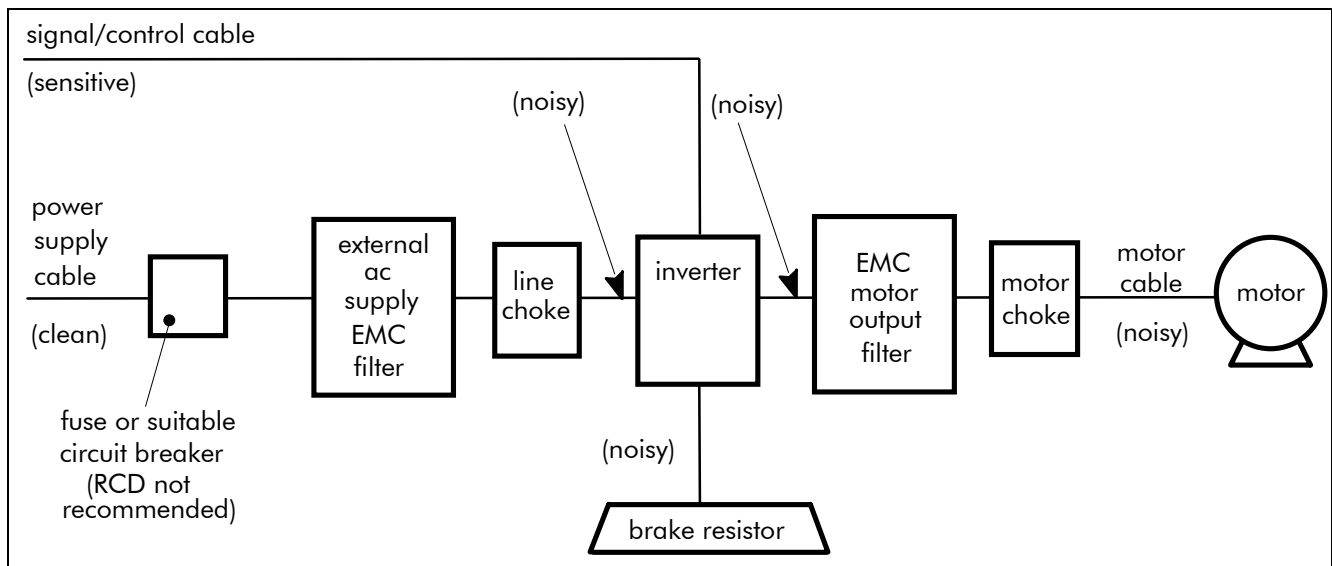 signal/control cable
(sensitive)
(noisy)
(noisy)
power
supply
cable
(clean)
fuse or suitable
circuit breaker
(RCD not
recommended)
external
ac
supply
EMC
filter
line
choke
inverter
EMC
motor
output
filter
motor
choke
motor
cable
(noisy)
motor
(noisy)
brake resistor